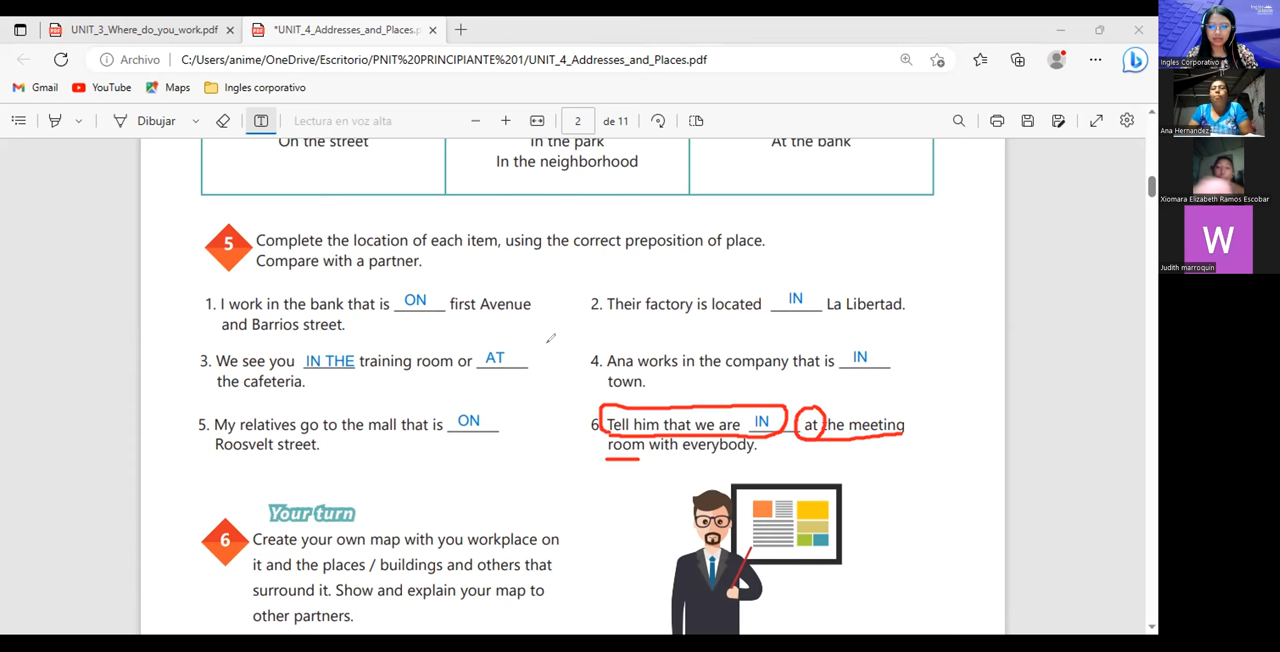 UNIT_3_Where_do_you_work.pdf
*UNIT_4_Addresses_and_Places.p
Archivo
C:/Users/anime/OneDrive/Escritorio/PNIT%20PRINCIPIANTE%201/UNIT_4_Addresses_and_Places.pdf
Gmail
YouTube
Maps
Ingles corporativo
Dibujar
Lectura en voz alta
2
de 11
On the street
In the park
In the neighborhood
At the bank
5
Complete the location of each item, using the correct preposition of place.
Compare with a partner.
1. I work in the bank that is ON first Avenue
and Barrios street.
2. Their factory is located IN La Libertad.
3. We see you IN THE training room or AT
the cafeteria.
4. Ana works in the company that is IN
town.
5. My relatives go to the mall that is ON
Roosvelt street.
6. Tell him that we are IN at the meeting
room with everybody.
6
Your turn
Create your own map with you workplace on
it and the places / buildings and others that
surround it. Show and explain your map to
other partners.
Ingles Corporativo
Ana Hernandez
Xiomara Elizabeth Ramos Escobar
W
Judith marroquin